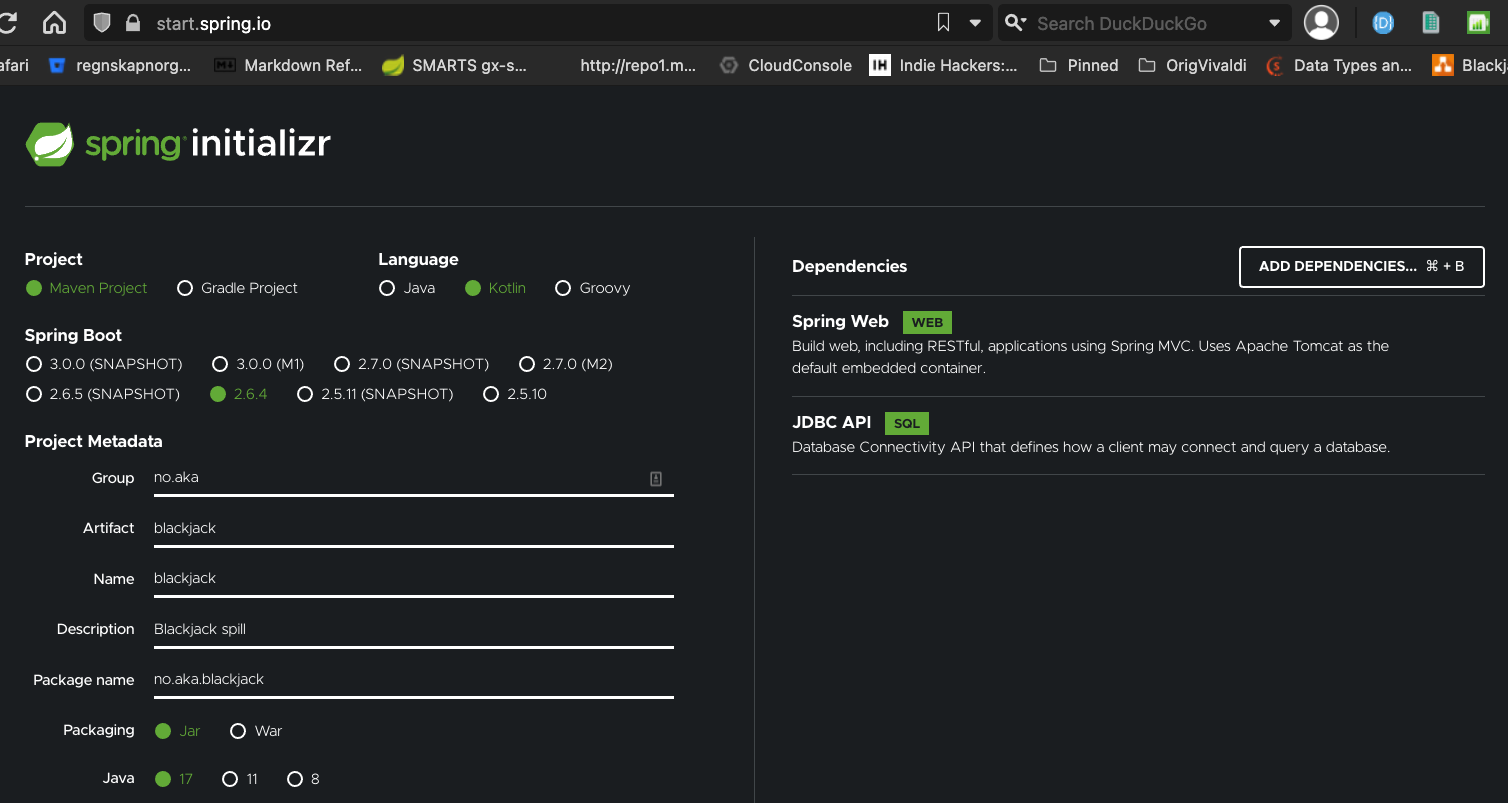 start.spring.io Search DuckDuckGo
afari regnskapnorg... Markdown Ref... SMARTS gx-s... http://repo1.m... CloudConsole IH Indie Hackers:... Pinned OrigVivaldi Data Types an... Blackj
spring initializr
Project
Maven Project Gradle Project
Language
Java Kotlin Groovy
Spring Boot
3.0.0 (SNAPSHOT) 3.0.0 (M1) 2.7.0 (SNAPSHOT) 2.7.0 (M2)
2.6.5 (SNAPSHOT) 2.6.4 2.5.11 (SNAPSHOT) 2.5.10
Project Metadata
Group no.aka
Artifact blackjack
Name blackjack
Description Blackjack spill
Package name no.aka.blackjack
Packaging Jar War
Java 17 11 8
Dependencies ADD DEPENDENCIES... ⌘ + B
Spring Web WEB
Build web, including RESTful, applications using Spring MVC. Uses Apache Tomcat as the
default embedded container.
JDBC API SQL
Database Connectivity API that defines how a client may connect and query a database.